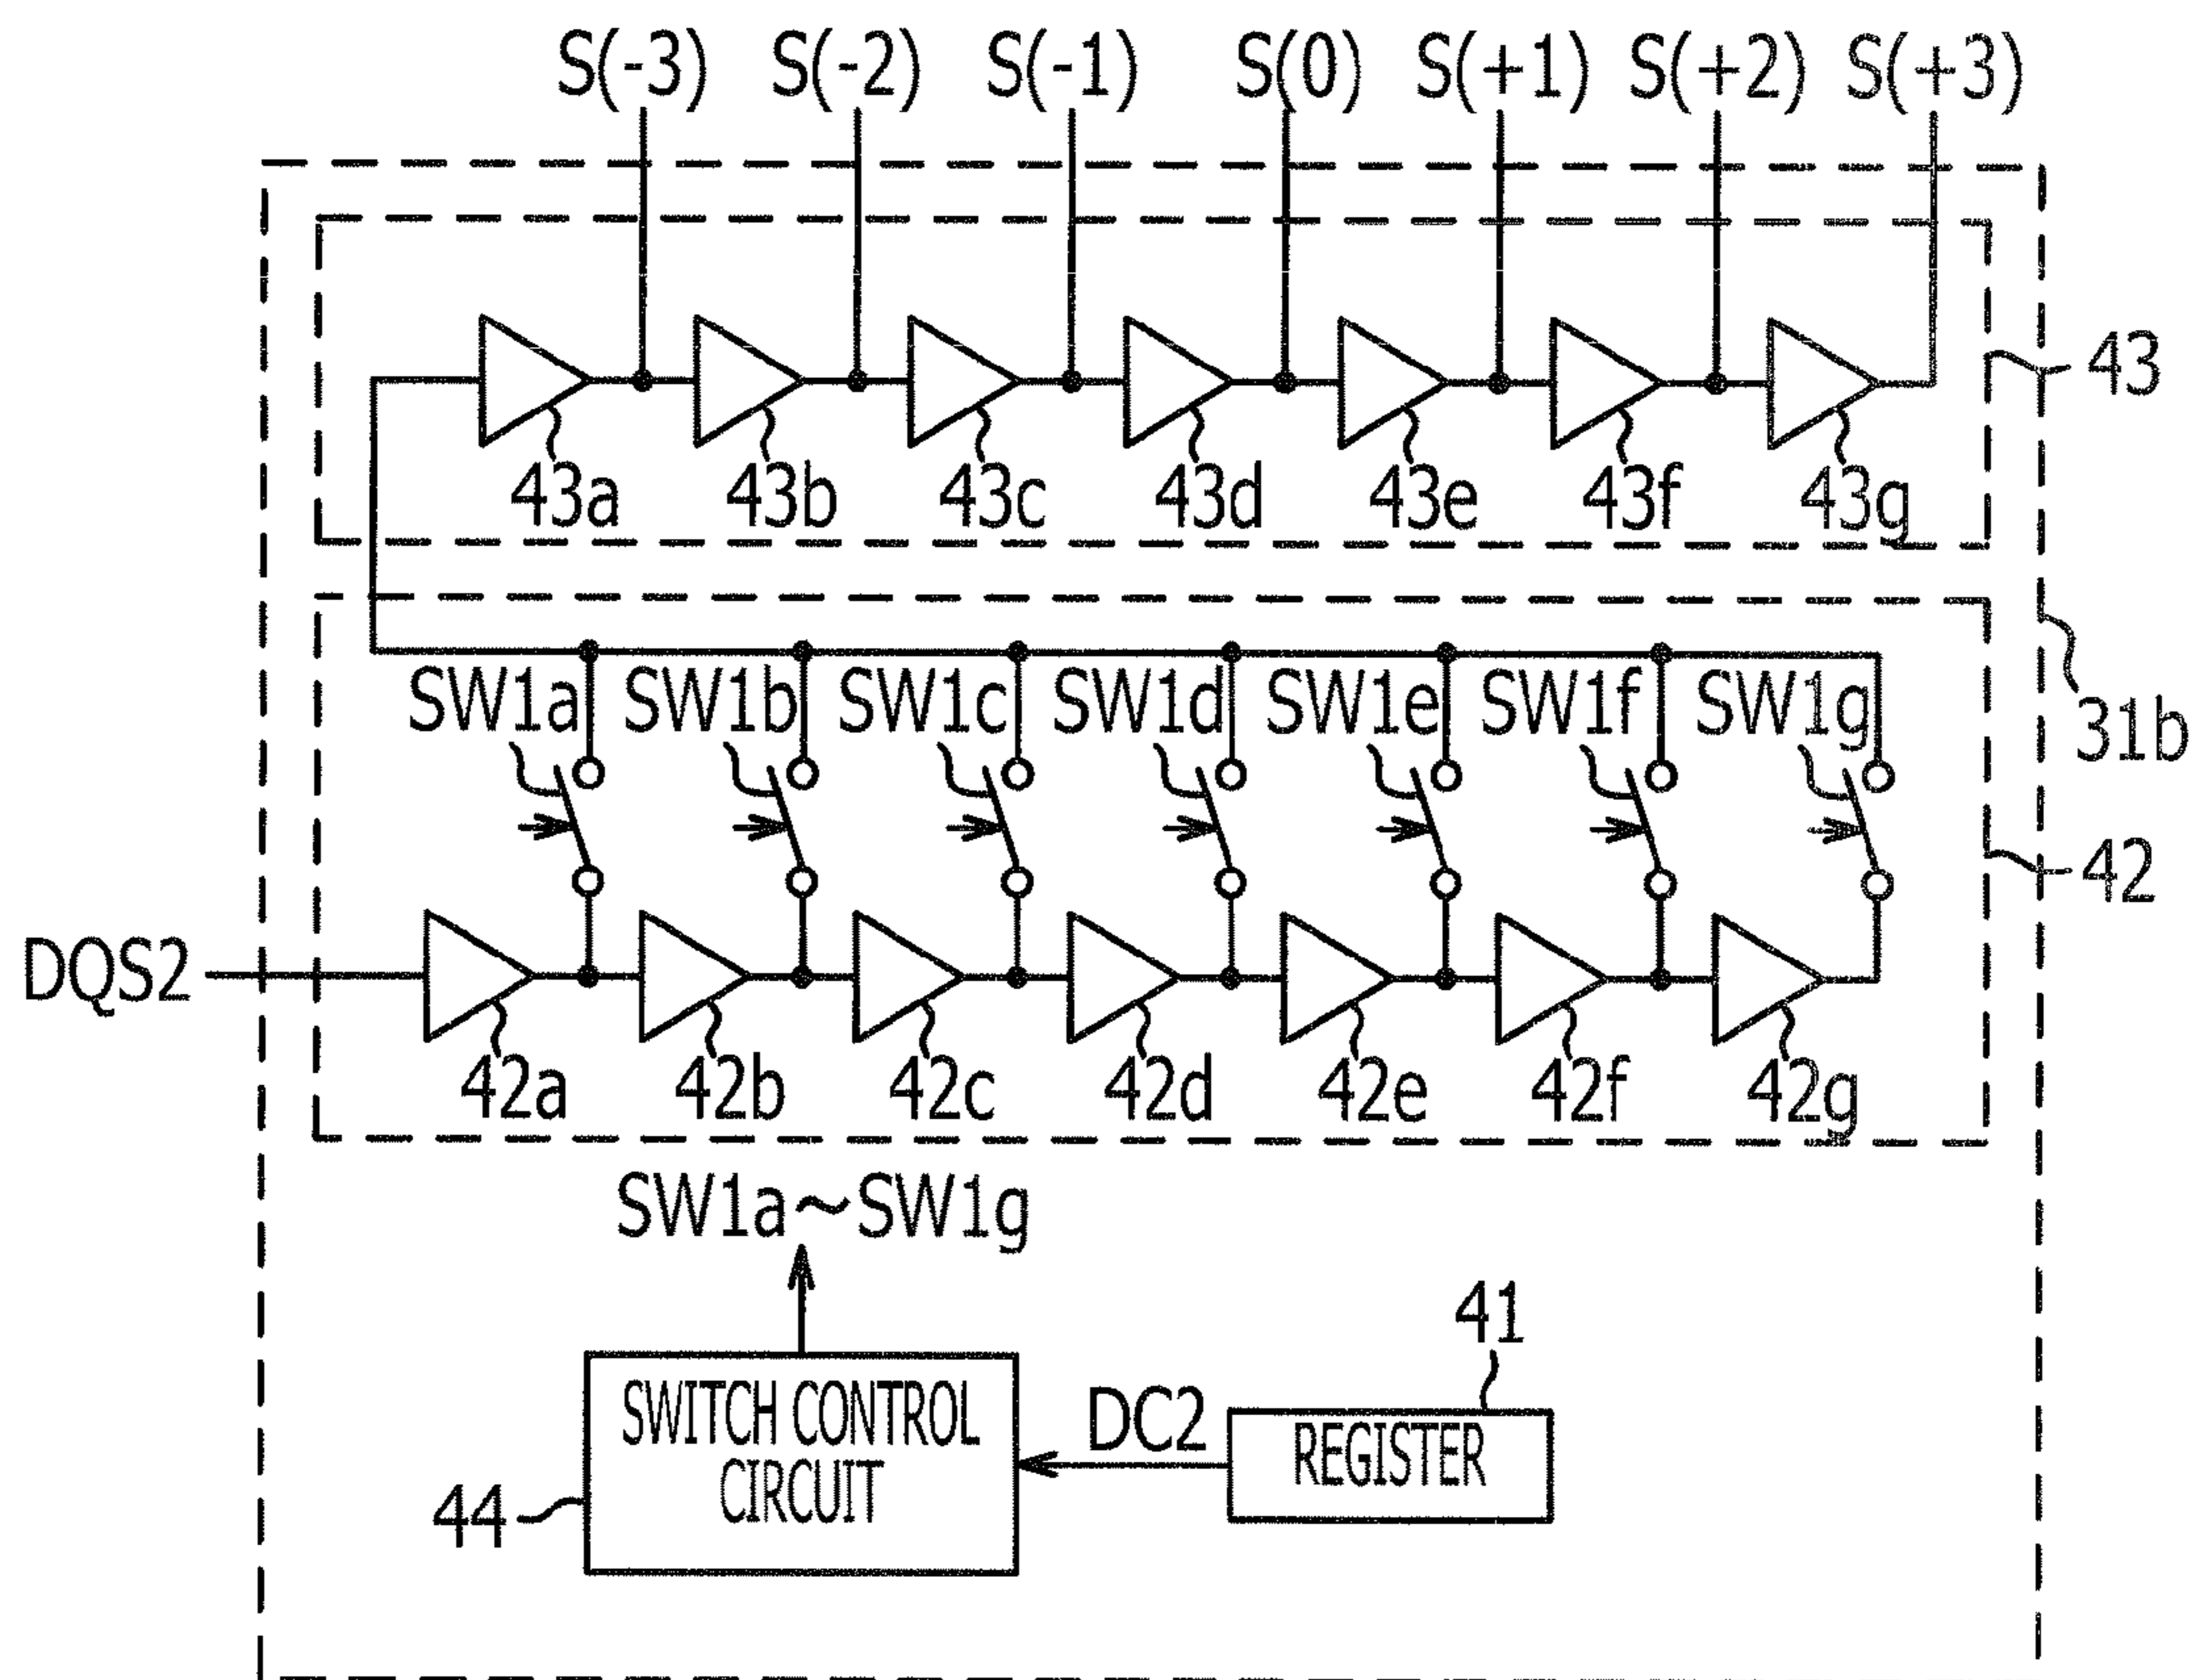 S(-3) S(-2) S(-1) S(0) S(+1) S(+2) S(+3)
43
43a 43b 43c 43d 43e 43f 43g
SW1a SW1b SW1c SW1d SW1e SW1f SW1g
31b
42
DQS2
42a 42b 42c 42d 42e 42f 42g
SW1a~SW1g
41
SWITCH CONTROL
CIRCUIT
DC2
REGISTER
44